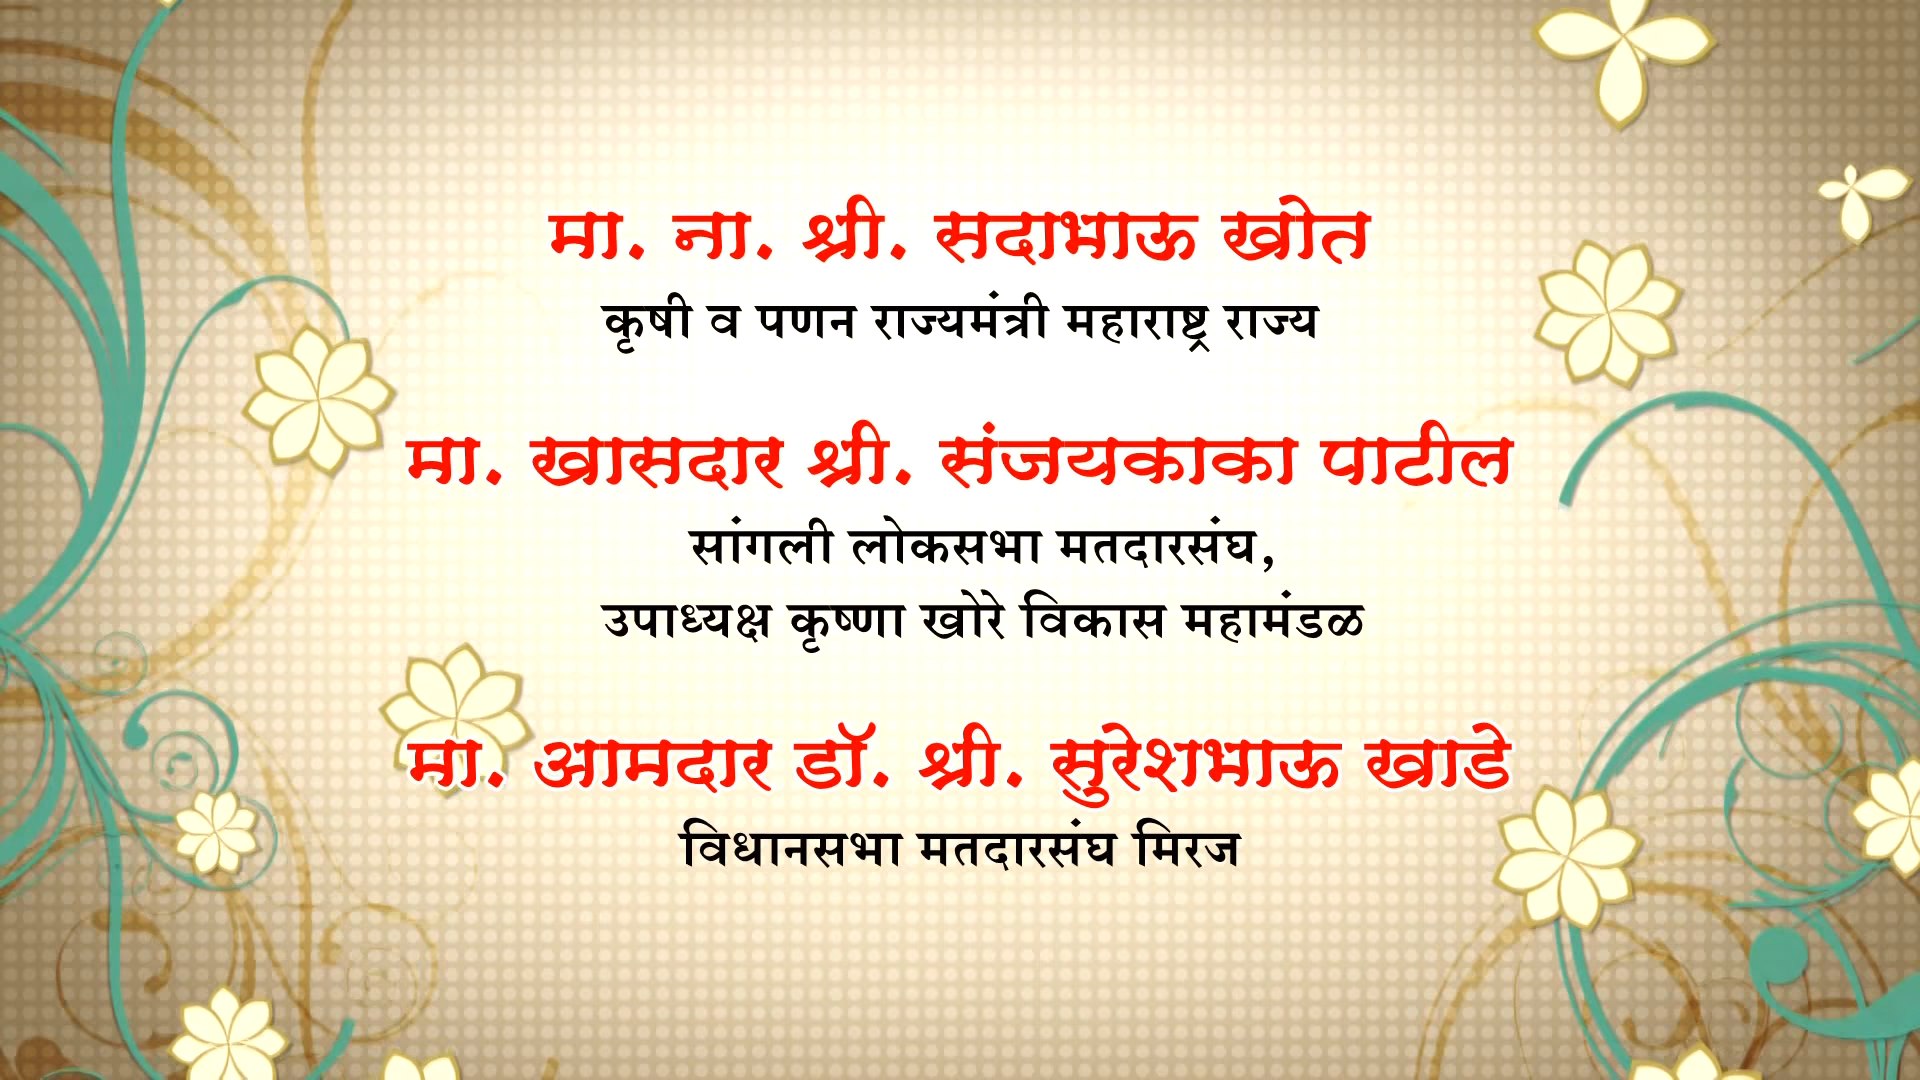 मा. ना. श्री. सदाभाऊ खोत
कृषी व पणन राज्यमंत्री महाराष्ट्र राज्य
मा. खासदार श्री. संजयकाका पाटील
सांगली लोकसभा मतदारसंघ,
उपाध्यक्ष कृष्णा खोरे विकास महामंडळ
मा. आमदार डॉ. श्री. सुरेशभाऊ खाडे
विधानसभा मतदारसंघ मिरज